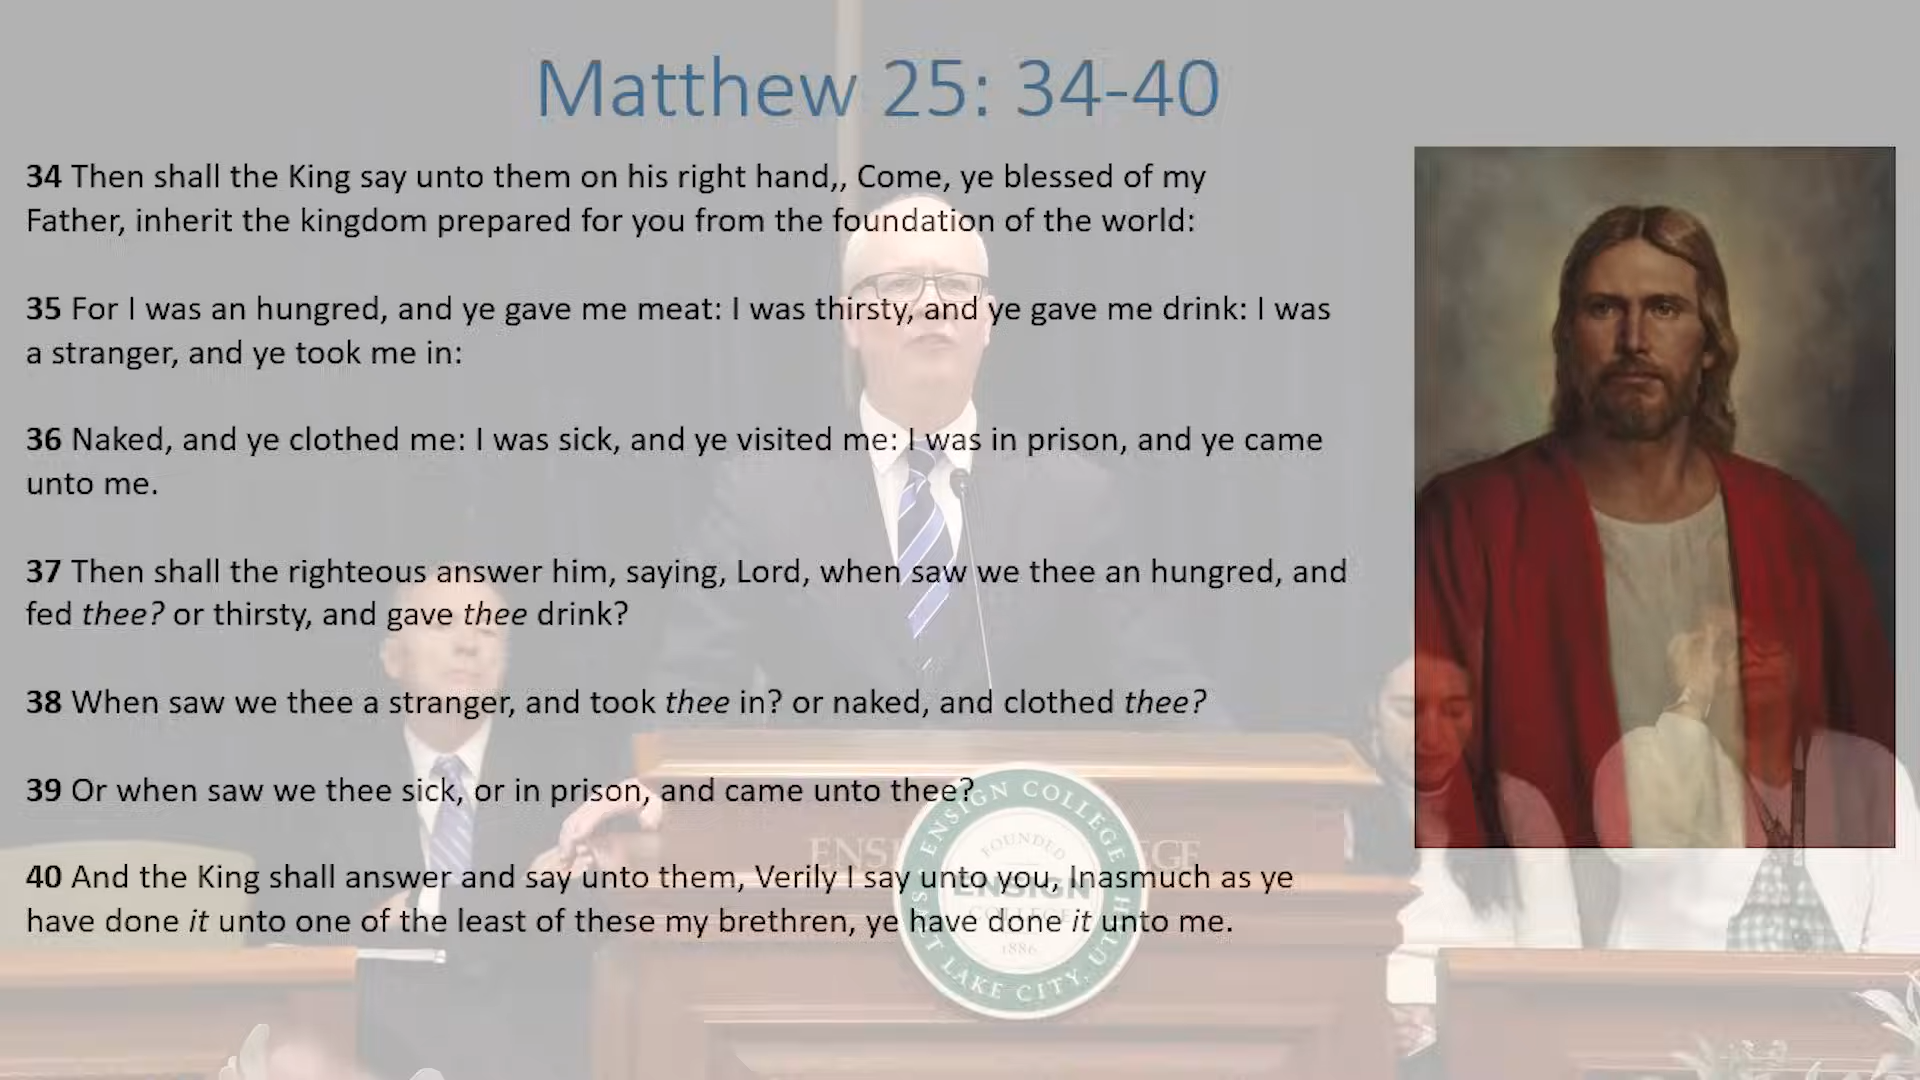 Matthew 25: 34-40
34 Then shall the King say unto them on his right hand,, Come, ye blessed of my
Father, inherit the kingdom prepared for you from the foundation of the world:
35 For I was an hungred, and ye gave me meat: I was thirsty, and ye gave me drink: I was
a stranger, and ye took me in:
36 Naked, and ye clothed me: I was sick, and ye visited me: I was in prison, and ye came
unto me.
37 Then shall the righteous answer him, saying, Lord, when saw we thee an hungred, and
fed thee? or thirsty, and gave thee drink?
38 When saw we thee a stranger, and took thee in? or naked, and clothed thee?
39 Or when saw we thee sick, or in prison, and came unto thee?
40 And the King shall answer and say unto them, Verily I say unto you, Inasmuch as ye
have done it unto one of the least of these my brethren, ye have done it unto me.
ENSIGN COLLEGE
FOUNDED
ENSIGN
COLLEGE
1886
LAKE CITY, UTAH